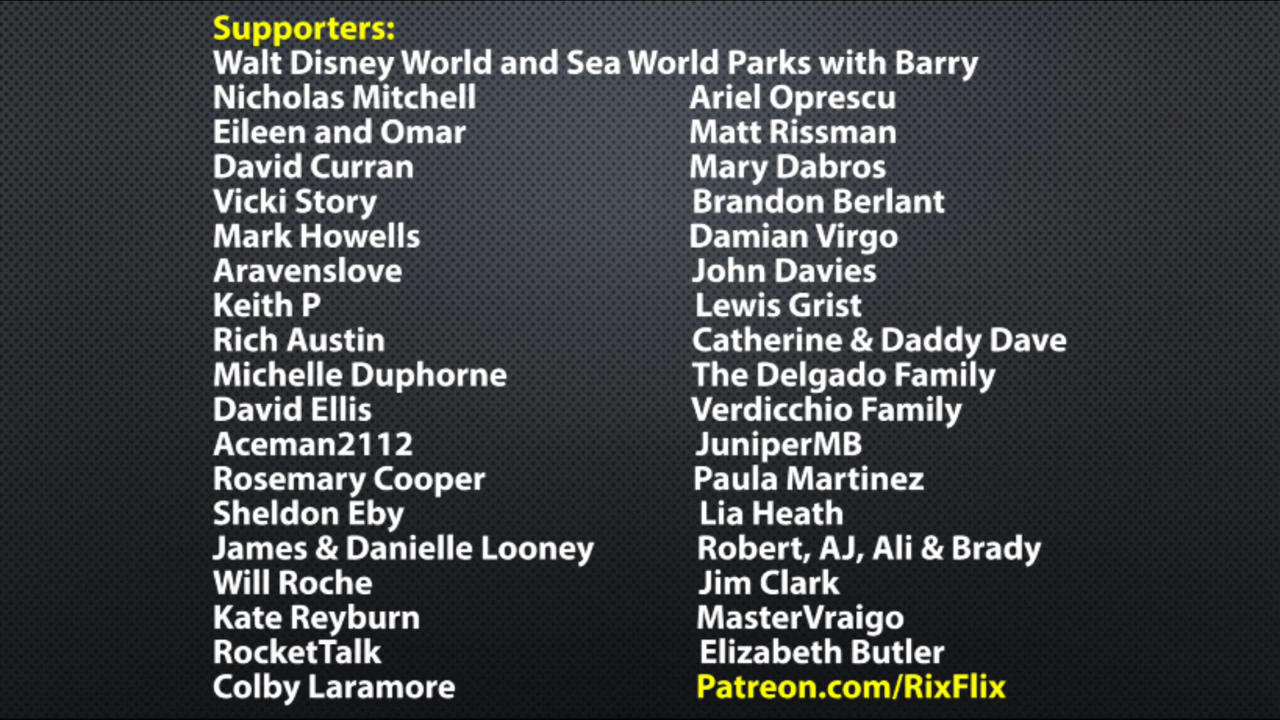 Supporters:
Walt Disney World and Sea World Parks with Barry
Nicholas Mitchell
Eileen and Omar
David Curran
Vicki Story
Mark Howells
Aravenslove
Keith P
Rich Austin
Michelle Duphorne
David Ellis
Aceman2112
Rosemary Cooper
Sheldon Eby
James & Danielle Looney
Will Roche
Kate Reyburn
RocketTalk
Colby Laramore
Ariel Oprescu
Matt Rissman
Mary Dabros
Brandon Berlant
Damian Virgo
John Davies
Lewis Grist
Catherine & Daddy Dave
The Delgado Family
Verdicchio Family
JuniperMB
Paula Martinez
Lia Heath
Robert, AJ, Ali & Brady
Jim Clark
MasterVraigo
Elizabeth Butler
Patreon.com/RixFlix